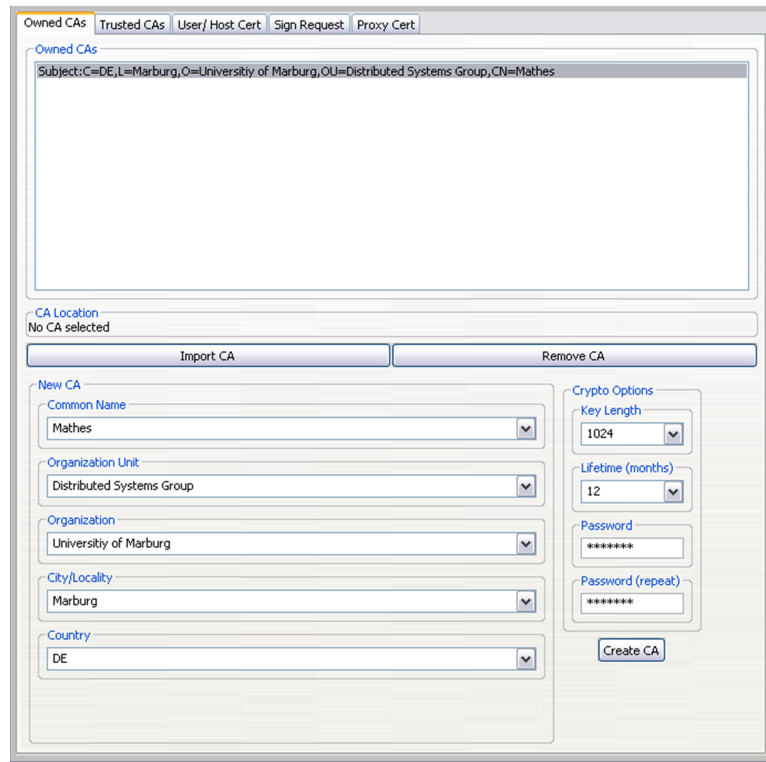 Owned CAs Trusted CAs User/ Host Cert Sign Request Proxy Cert
Owned CAs
Subject:C=DE,L=Marburg,O=Universitiy of Marburg,OU=Distributed Systems Group,CN=Mathes
CA Location
No CA selected
Import CA Remove CA
New CA
Common Name
Mathes
Organization Unit
Distributed Systems Group
Organization
Universitiy of Marburg
City/Locality
Marburg
Country
DE
Crypto Options
Key Length
1024
Lifetime (months)
12
Password
*******
Password (repeat)
*******
Create CA